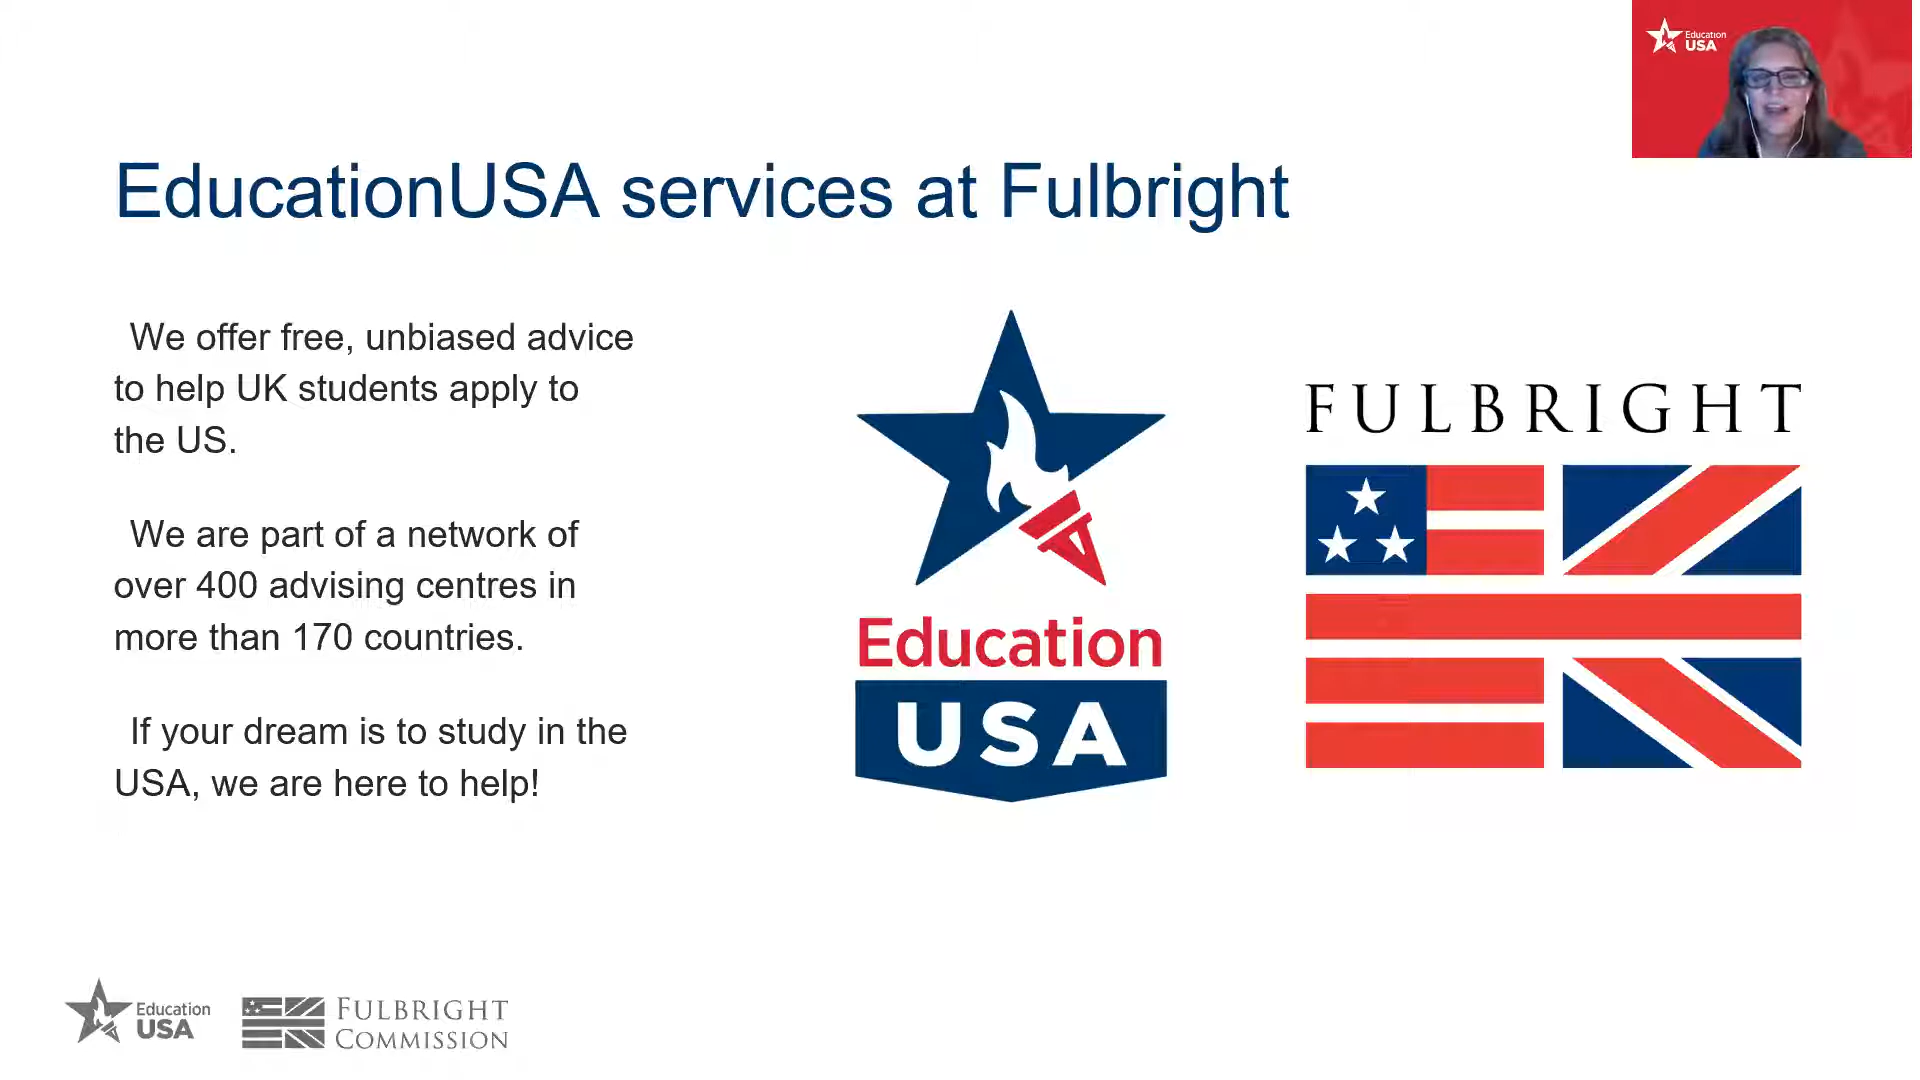 Education
USA
EducationUSA services at Fulbright
We offer free, unbiased advice
to help UK students apply to
the US.
We are part of a network of
over 400 advising centres in
more than 170 countries.
If your dream is to study in the
USA, we are here to help!
Education
USA
FULBRIGHT
Education
USA
FULBRIGHT
COMMISSION